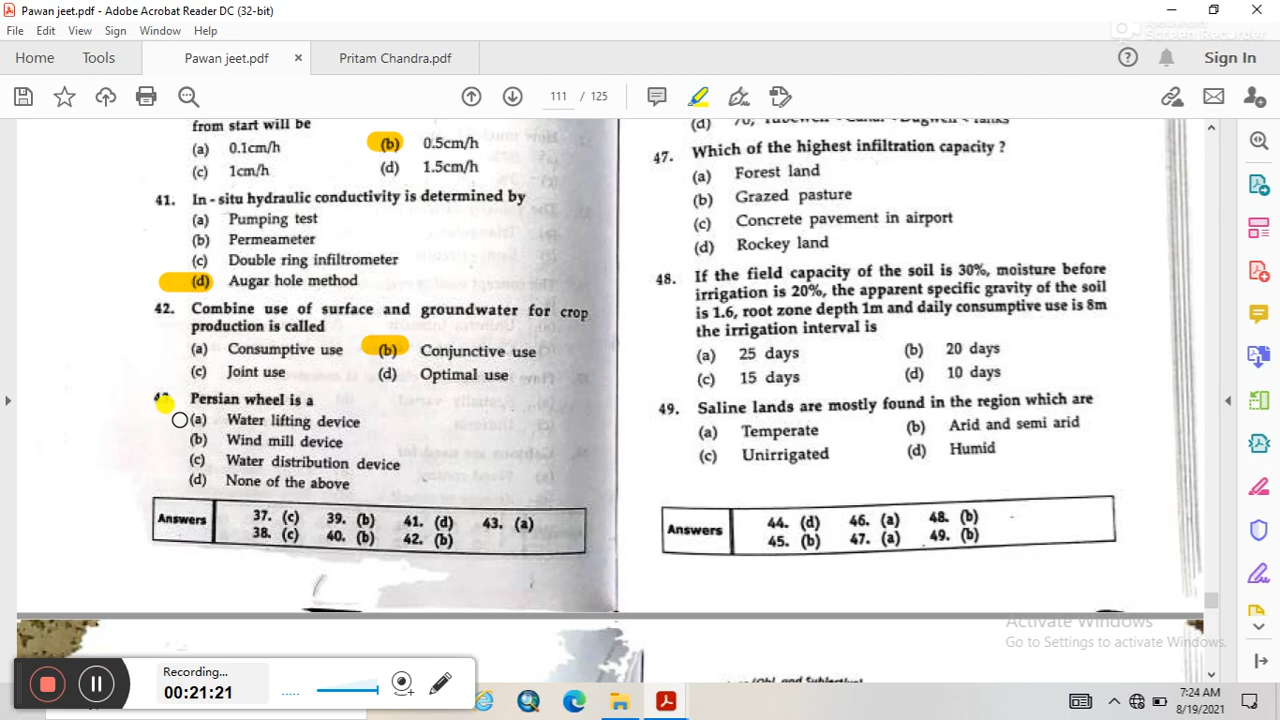 Pawan jeet.pdf - Adobe Acrobat Reader DC (32-bit)
File Edit View Sign Window Help
Screen Recorder
Home Tools Pawan jeet.pdf × Pritam Chandra.pdf Sign In
111 / 125
from start will be
(a) 0.1cm/h (b) 0.5cm/h
(c) 1cm/h (d) 1.5cm/h
41. In - situ hydraulic conductivity is determined by
(a) Pumping test
(b) Permeameter
(c) Double ring infiltrometer
(d) Augar hole method
42. Combine use of surface and groundwater for crop
production is called
(a) Consumptive use (b) Conjunctive use
(c) Joint use (d) Optimal use
Persian wheel is a
(a) Water lifting device
(b) Wind mill device
(c) Water distribution device
(d) None of the above
Answers
37. (c) 39. (b) 41. (d) 43. (a)
38. (c) 40. (b) 42. (b)
(d)
47. Which of the highest infiltration capacity ?
(a) Forest land
(b) Grazed pasture
(c) Concrete pavement in airport
(d) Rockey land
48. If the field capacity of the soil is 30%, moisture before
irrigation is 20%, the apparent specific gravity of the soil
is 1.6, root zone depth 1m and daily consumptive use is 8m
the irrigation interval is
(a) 25 days (b) 20 days
(c) 15 days (d) 10 days
49. Saline lands are mostly found in the region which are
(a) Temperate (b) Arid and semi arid
(c) Unirrigated (d) Humid
Answers
44. (d) 46. (a) 48. (b)
45. (b) 47. (a) 49. (b)
Activate Windows
Go to Settings to activate Windows.
Recording...
00:21:21
7:24 AM
8/19/2021